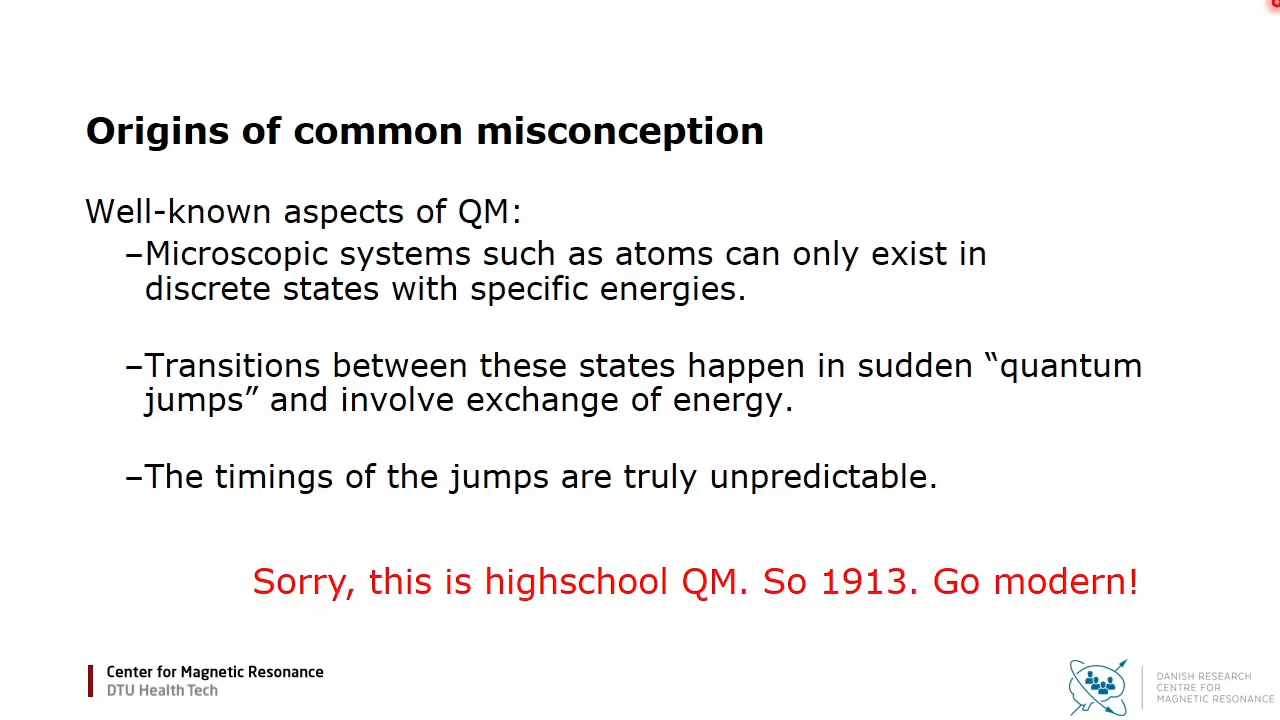 Origins of common misconception
Well-known aspects of QM:
–Microscopic systems such as atoms can only exist in
discrete states with specific energies.
–Transitions between these states happen in sudden “quantum
jumps” and involve exchange of energy.
–The timings of the jumps are truly unpredictable.
Sorry, this is highschool QM. So 1913. Go modern!
Center for Magnetic Resonance
DTU Health Tech
DANISH RESEARCH
CENTRE FOR
MAGNETIC RESONANCE